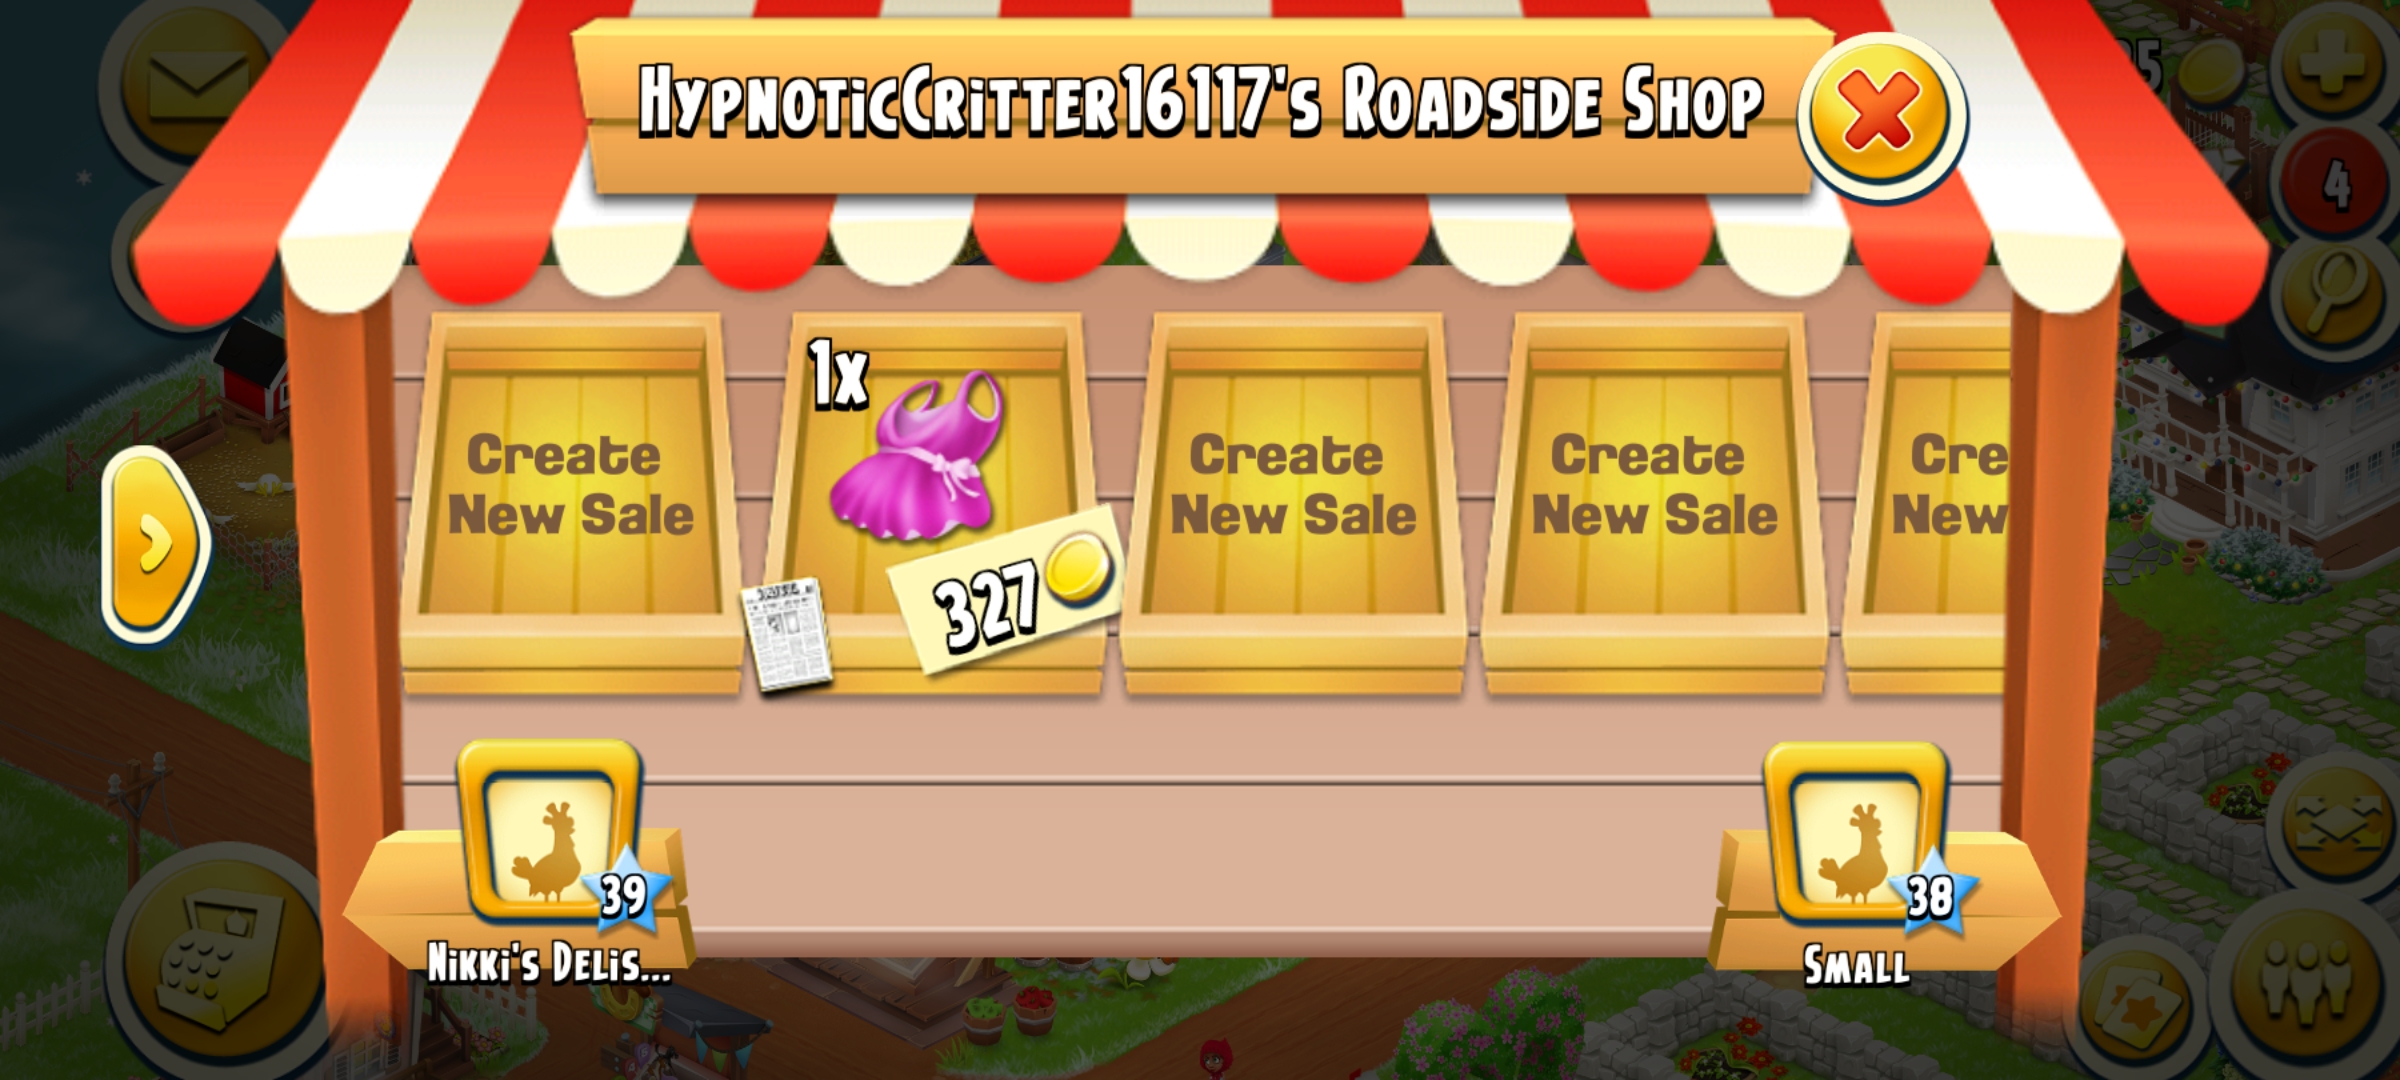 HypnoticCritter16117's Roadside Shop
5
4
Create
New Sale
1x
327
Create
New Sale
Create
New Sale
Cre
New
39
Nikki's Delis...
38
Small